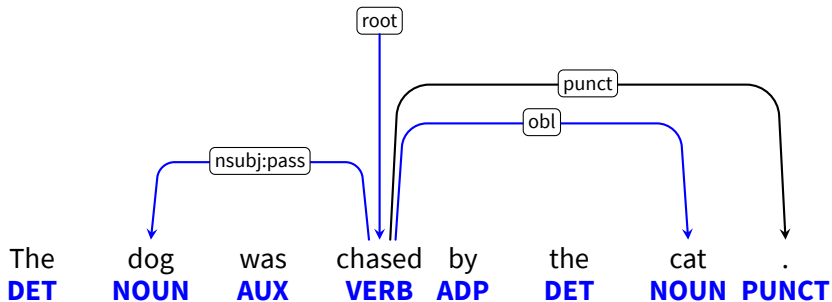 root
punct
obl
nsubj:pass
The dog was chased by the cat .
DET NOUN AUX VERB ADP DET NOUN PUNCT